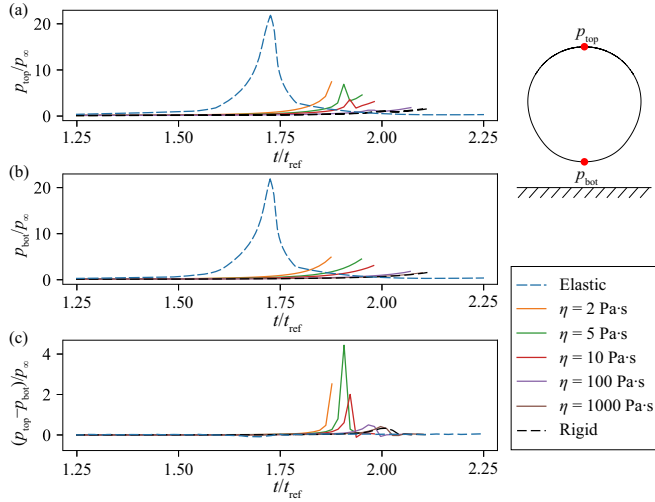 (a)
p_top/p_∞
20
10
0
1.25 1.50 1.75 2.00 2.25
t/t_ref
(b)
p_bot/p_∞
20
10
0
1.25 1.50 1.75 2.00 2.25
t/t_ref
(c)
(p_top−p_bot)/p_∞
4
2
0
1.25 1.50 1.75 2.00 2.25
t/t_ref
p_top
p_bot
Elastic
η = 2 Pa·s
η = 5 Pa·s
η = 10 Pa·s
η = 100 Pa·s
η = 1000 Pa·s
Rigid